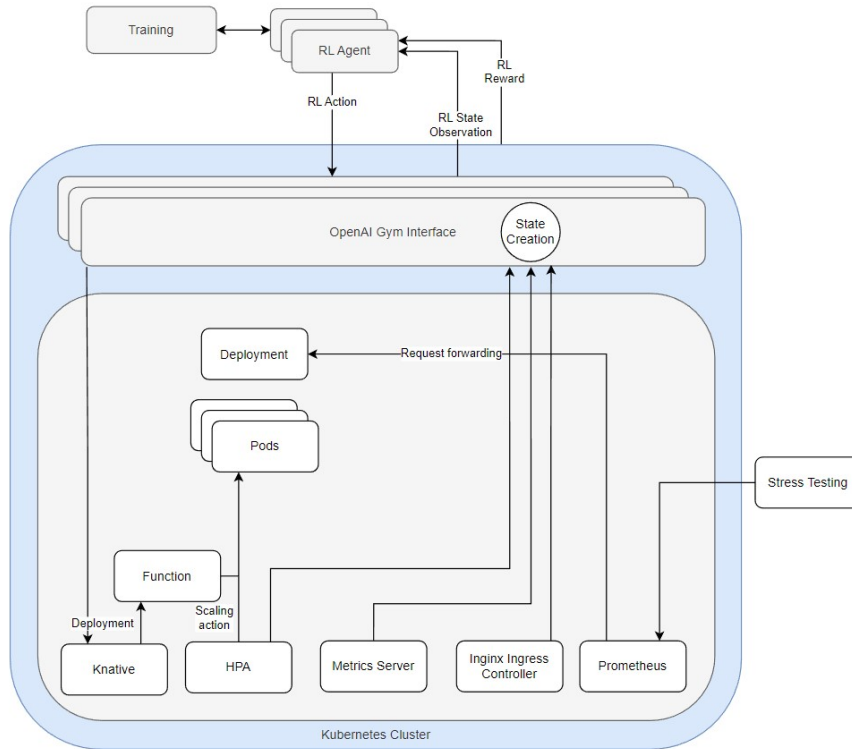 Training
RL Agent
RL
Reward
RL Action
RL State
Observation
OpenAI Gym Interface
State
Creation
Deployment
Request forwarding
Pods
Stress Testing
Function
Scaling
action
Deployment
Knative
HPA
Metrics Server
Inginx Ingress
Controller
Prometheus
Kubernetes Cluster